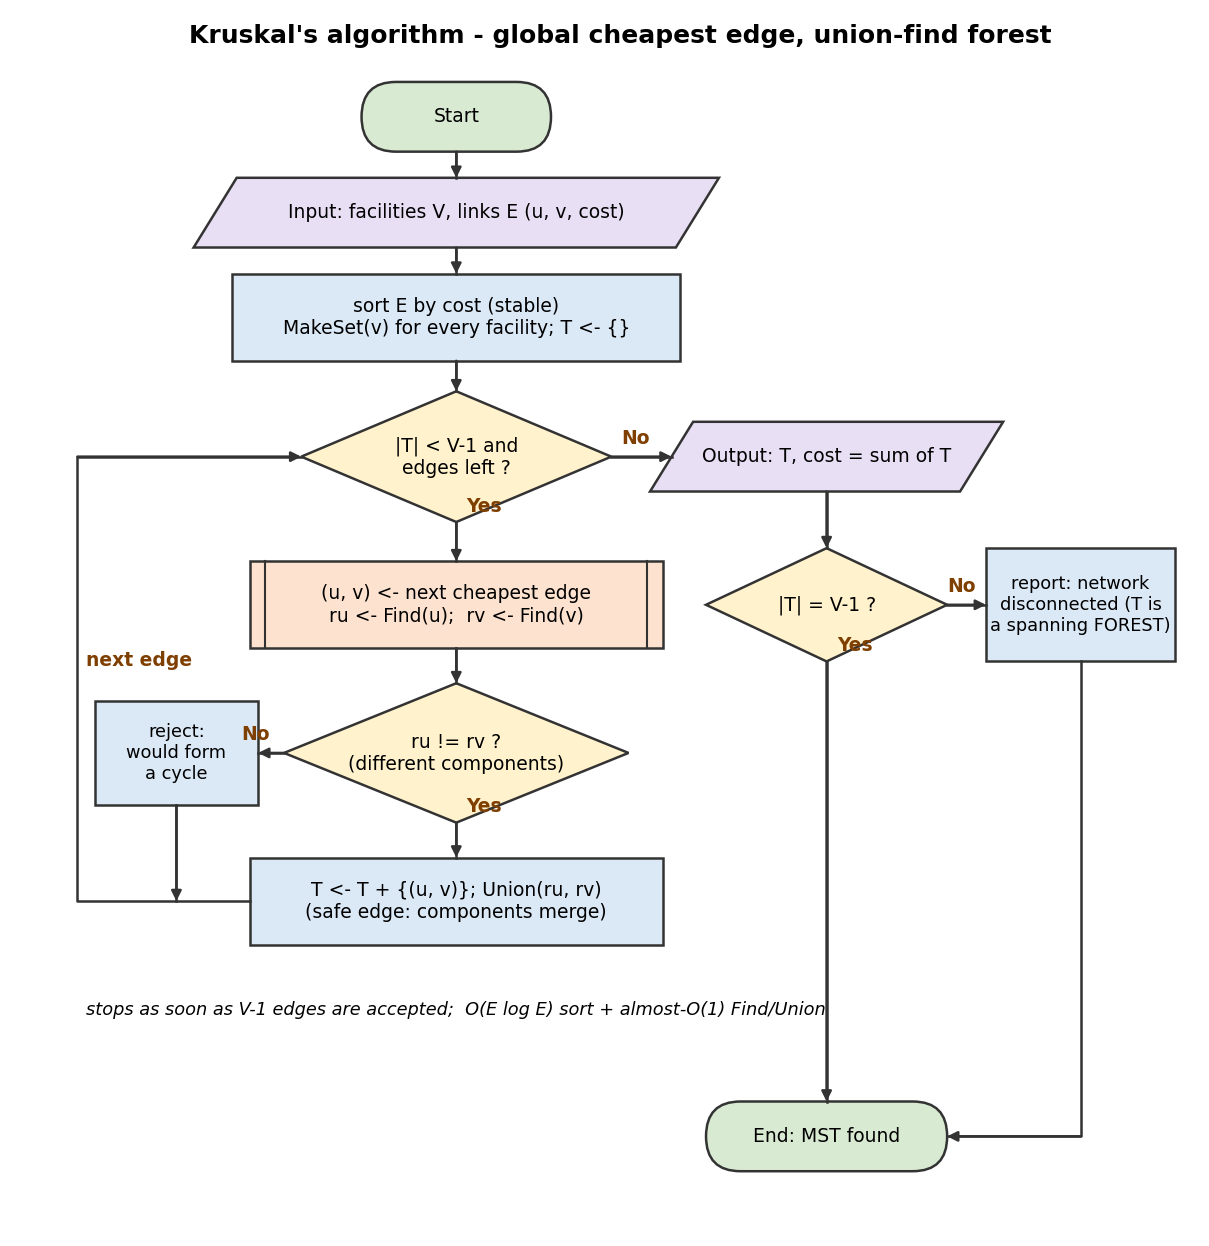 Kruskal's algorithm - global cheapest edge, union-find forest
Start
Input: facilities V, links E (u, v, cost)
sort E by cost (stable)
MakeSet(v) for every facility; T <- {}
|T| < V-1 and
edges left ?
No
Yes
Output: T, cost = sum of T
(u, v) <- next cheapest edge
ru <- Find(u);  rv <- Find(v)
|T| = V-1 ?
No
Yes
report: network
disconnected (T is
a spanning FOREST)
next edge
reject:
would form
a cycle
No
ru != rv ?
(different components)
Yes
T <- T + {(u, v)}; Union(ru, rv)
(safe edge: components merge)
stops as soon as V-1 edges are accepted;  O(E log E) sort + almost-O(1) Find/Union
End: MST found